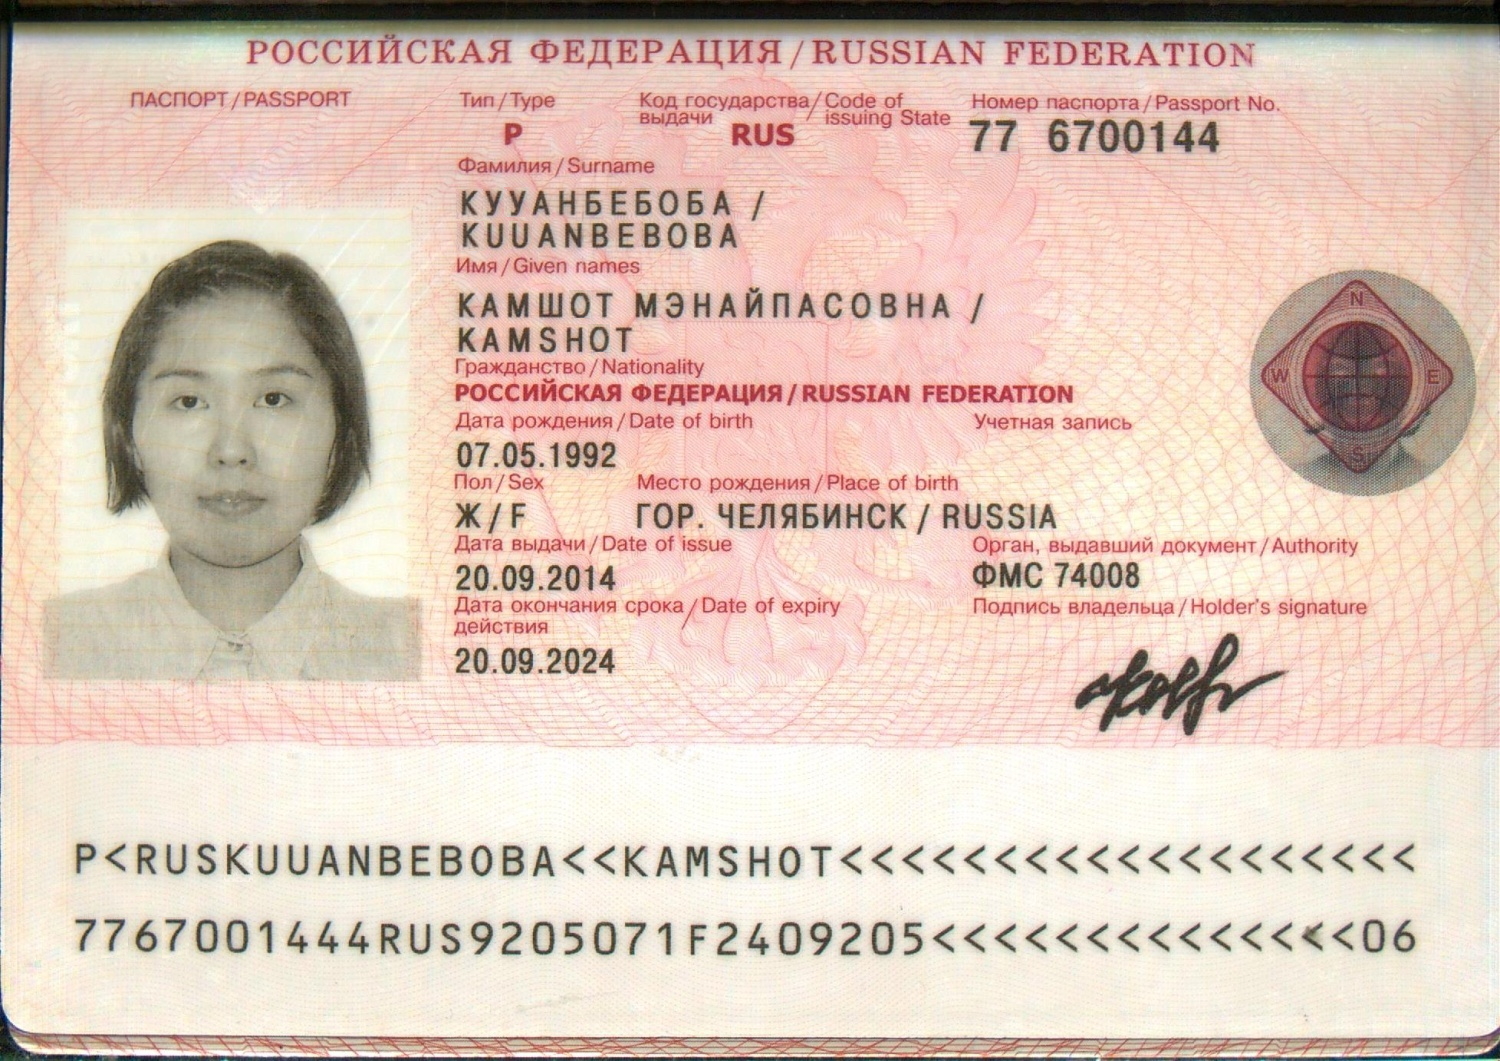 РОССИЙСКАЯ ФЕДЕРАЦИЯ / RUSSIAN FEDERATION
ПАСПОРТ / PASSPORT
Тип / Type
P
Код государства / Code of
выдачи issuing State
RUS
Номер паспорта / Passport No.
77 6700144
Фамилия / Surname
КУУАНБЕБОБА /
KUUANBEBOBA
Имя / Given names
КАМШОТ МЭНАЙПАСОВНА /
KAMSHOT
Гражданство / Nationality
РОССИЙСКАЯ ФЕДЕРАЦИЯ / RUSSIAN FEDERATION
Дата рождения / Date of birth
Учетная запись
07.05.1992
Пол / Sex
Место рождения / Place of birth
Ж / F
ГОР. ЧЕЛЯБИНСК / RUSSIA
Дата выдачи / Date of issue
Орган, выдавший документ / Authority
20.09.2014
ФМС 74008
Дата окончания срока / Date of expiry
действия
Подпись владельца / Holder's signature
20.09.2024
N
W E
S
P<RUSKUUANBEBOBA<<KAMSHOT<<<<<<<<<<<<<<<<<<<
7767001444RUS9205071F2409205<<<<<<<<<<<<<<06